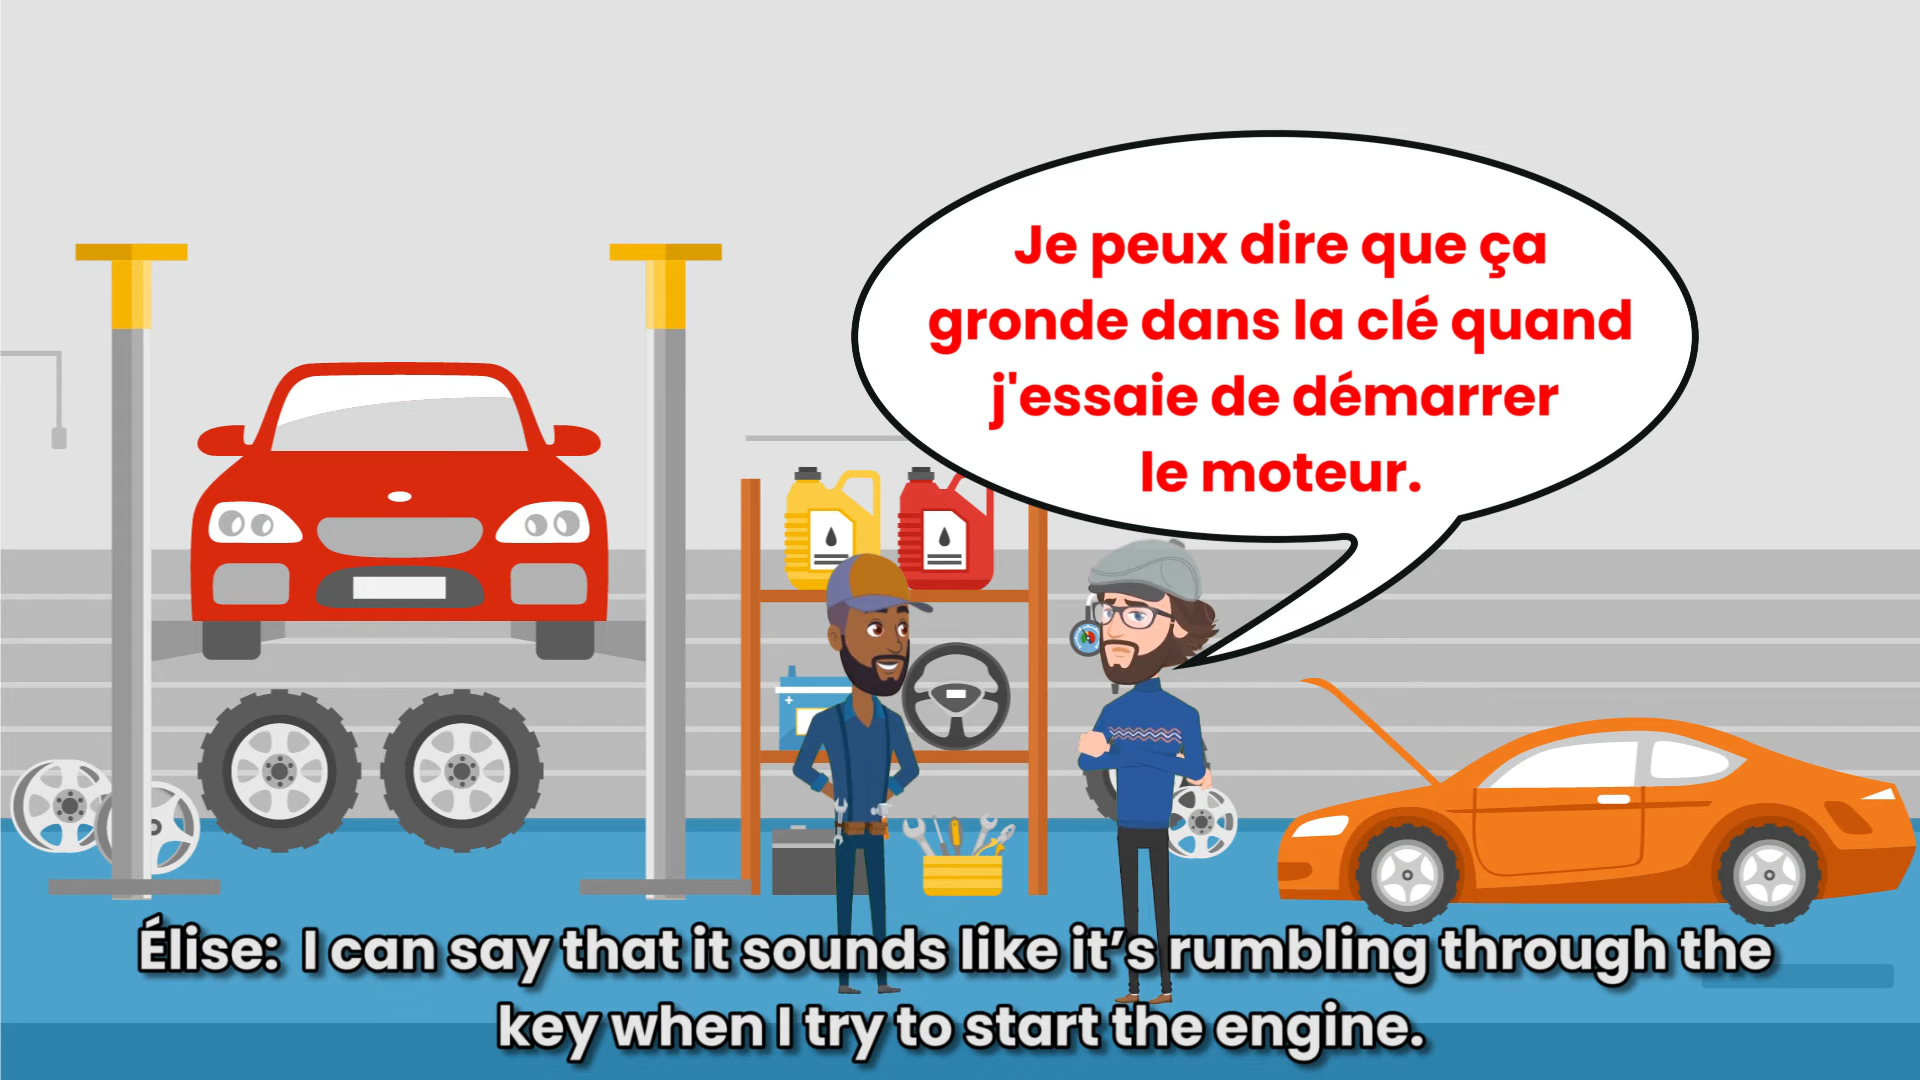 Je peux dire que ça
gronde dans la clé quand
j'essaie de démarrer
le moteur.
Élise: I can say that it sounds like it’s rumbling through the
key when I try to start the engine.